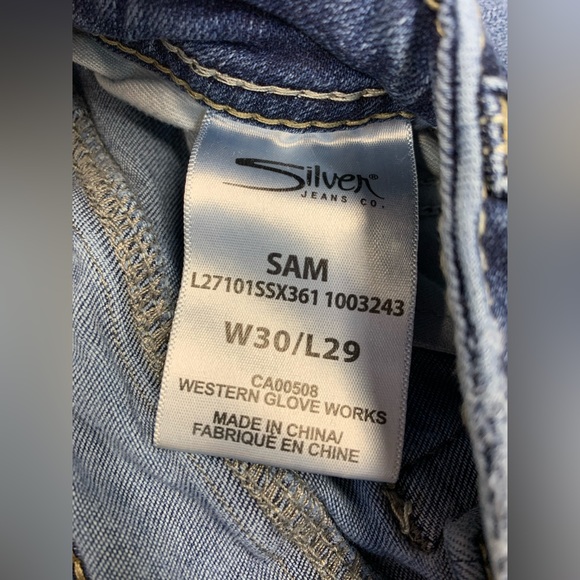 Silver®
JEANS CO.
SAM
L27101SSX361 1003243
W30/L29
CA00508
WESTERN GLOVE WORKS
MADE IN CHINA/
FABRIQUÉ EN CHINE